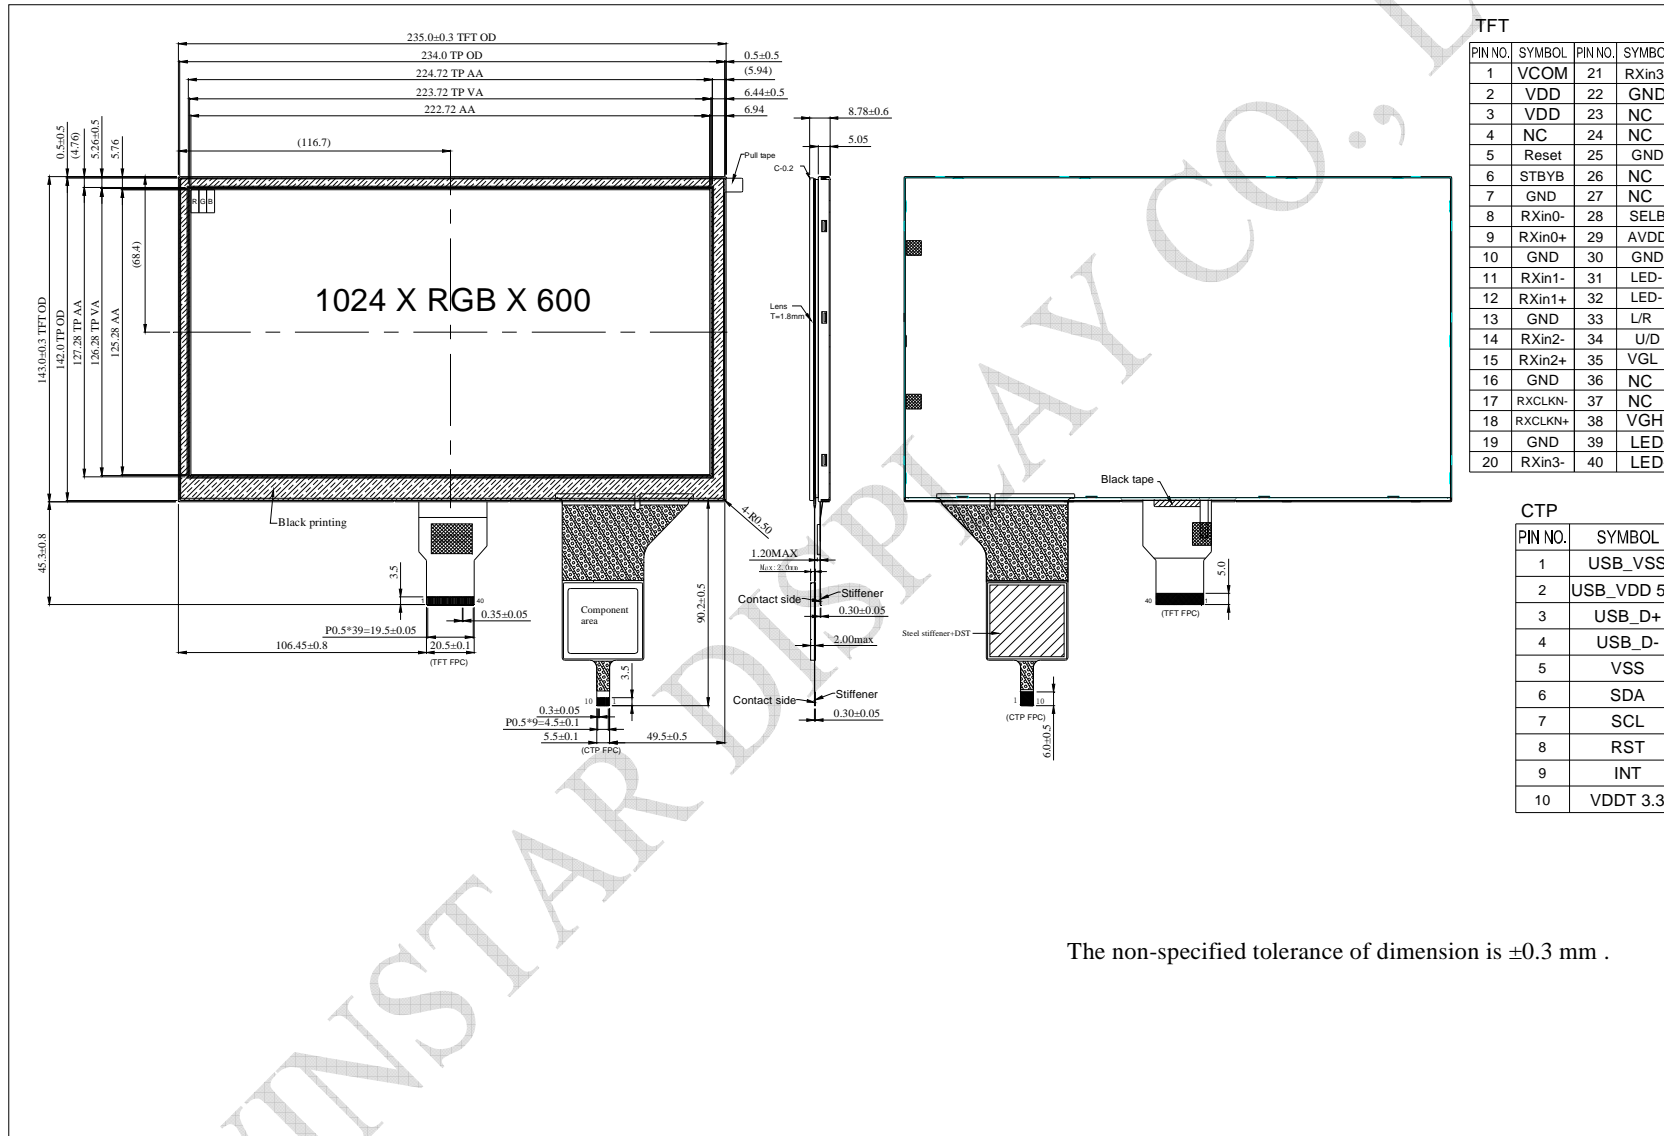 235.0±0.3 TFT OD
234.0 TP OD
0.5±0.5
224.72 TP AA
(5.94)
223.72 TP VA
6.44±0.5
222.72 AA
6.94
(116.7)
0.5±0.5
(4.76)
5.26±0.5
5.76
(68.4)
143.0±0.3 TFT OD
142.0 TP OD
127.28 TP AA
126.28 TP VA
125.28 AA
45.3±0.8
R G B
1024 X RGB X 600
Pull tape
C-0.2
8.78±0.6
5.05
Lens
T=1.8mm
Black printing
4-R0.50
3.5
1
40
0.35±0.05
P0.5*39=19.5±0.05
106.45±0.8
20.5±0.1
(TFT FPC)
Component
area
90.2±0.5
3.5
10
0.3±0.05
P0.5*9=4.5±0.1
5.5±0.1
49.5±0.5
(CTP FPC)
1.20MAX
Max:2.0mm
Contact side
Stiffener
0.30±0.05
2.00max
Contact side
Stiffener
0.30±0.05
Black tape
Steel stiffener+DST
1
10
(CTP FPC)
6.0±0.5
5.0
40
1
(TFT FPC)
TFT
PIN NO. SYMBOL PIN NO. SYMBO
1 VCOM 21 RXin3
2 VDD 22 GND
3 VDD 23 NC
4 NC 24 NC
5 Reset 25 GND
6 STBYB 26 NC
7 GND 27 NC
8 RXin0- 28 SELB
9 RXin0+ 29 AVDD
10 GND 30 GND
11 RXin1- 31 LED-
12 RXin1+ 32 LED-
13 GND 33 L/R
14 RXin2- 34 U/D
15 RXin2+ 35 VGL
16 GND 36 NC
17 RXCLKN- 37 NC
18 RXCLKN+ 38 VGH
19 GND 39 LED
20 RXin3- 40 LED
CTP
PIN NO. SYMBOL
1 USB_VSS
2 USB_VDD 5
3 USB_D+
4 USB_D-
5 VSS
6 SDA
7 SCL
8 RST
9 INT
10 VDDT 3.3
The non-specified tolerance of dimension is ±0.3 mm .
INSTAR DISPLAY CO.,